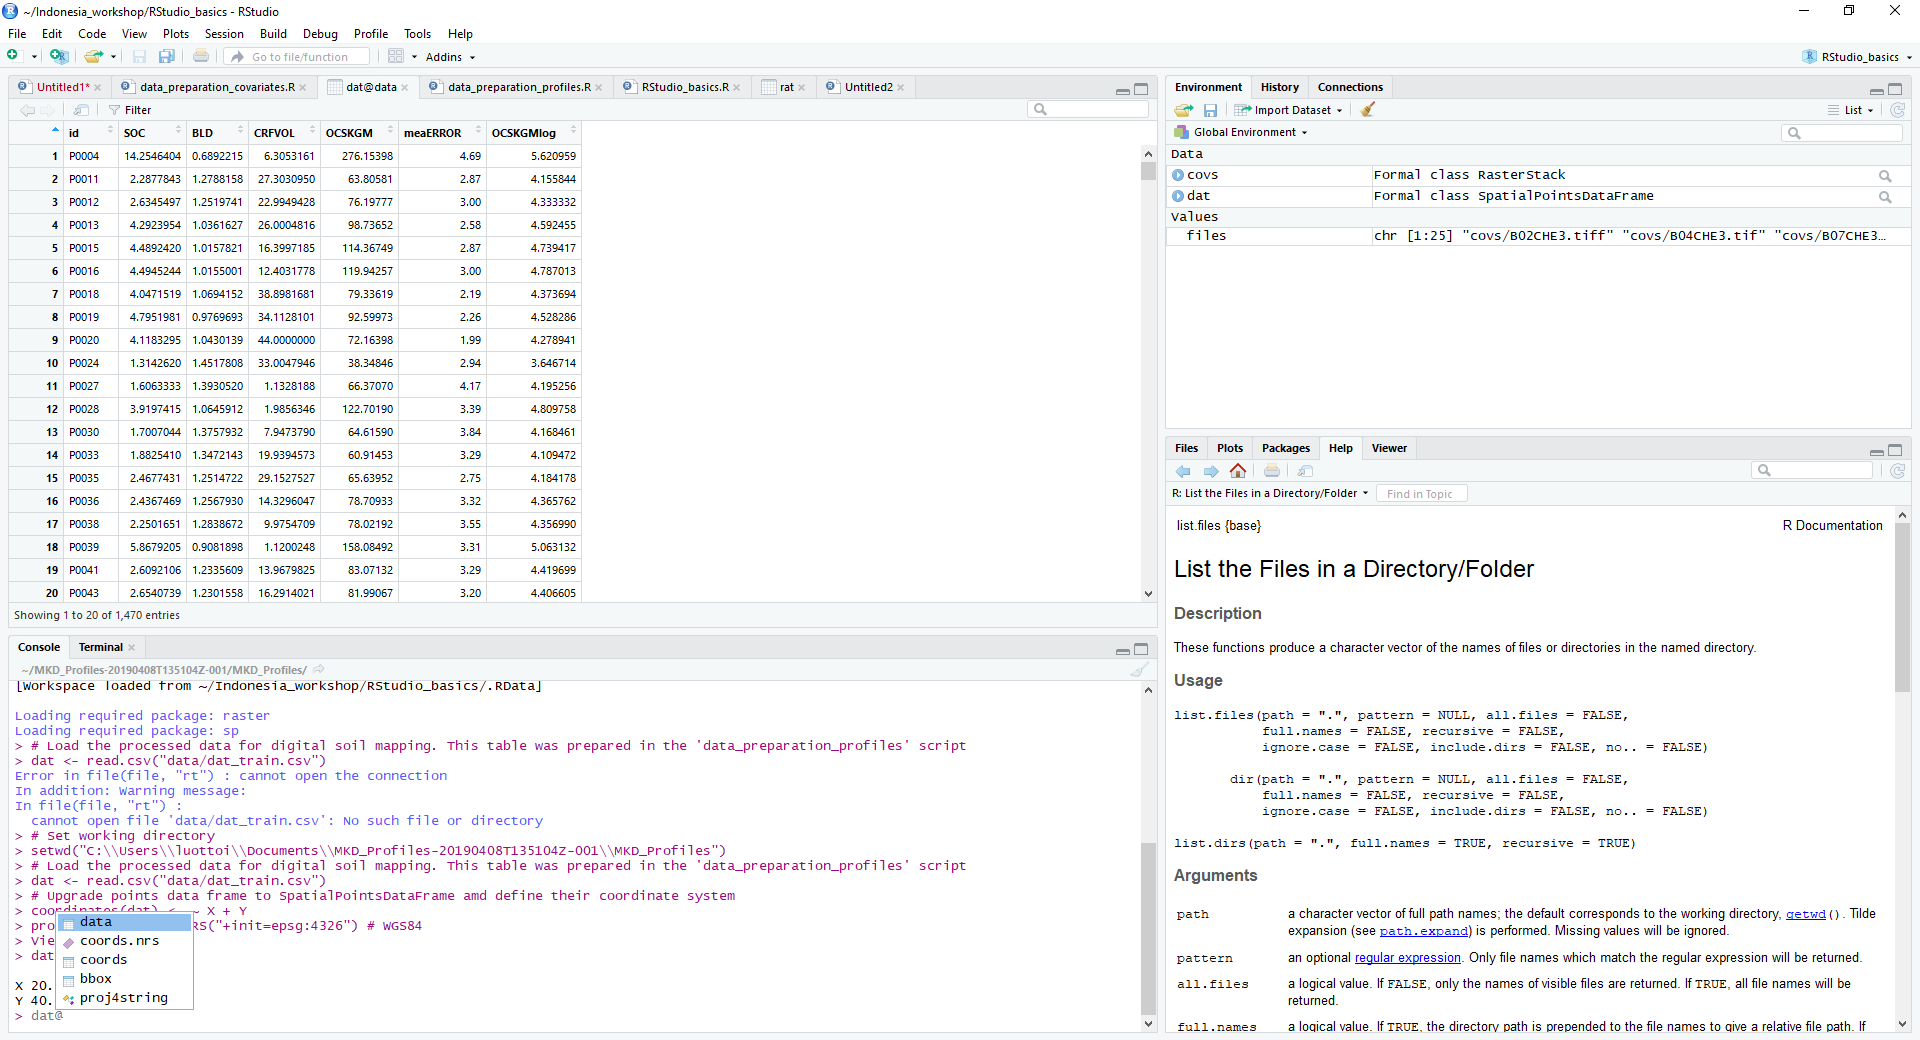 ~/Indonesia_workshop/RStudio_basics - RStudio
File Edit Code View Plots Session Build Debug Profile Tools Help
Go to file/function Addins RStudio_basics
Untitled1* data_preparation_covariates.R dat@data data_preparation_profiles.R RStudio_basics.R rat Untitled2
Filter
id SOC BLD CRFVOL OCSKGM meaERROR OCSKGMlog
1 P0004 14.2546404 0.6892215 6.3053161 276.15398 4.69 5.620959
2 P0011 2.2877843 1.2788158 27.3030950 63.80581 2.87 4.155844
3 P0012 2.6345497 1.2519741 22.9949428 76.19777 3.00 4.333332
4 P0013 4.2923954 1.0361627 26.0004816 98.73652 2.58 4.592455
5 P0015 4.4892420 1.0157821 16.3997185 114.36749 2.87 4.739417
6 P0016 4.4945244 1.0155001 12.4031778 119.94257 3.00 4.787013
7 P0018 4.0471519 1.0694152 38.8981681 79.33619 2.19 4.373694
8 P0019 4.7951981 0.9769693 34.1128101 92.59973 2.26 4.528286
9 P0020 4.1183295 1.0430139 44.0000000 72.16398 1.99 4.278941
10 P0024 1.3142620 1.4517808 33.0047946 38.34846 2.94 3.646714
11 P0027 1.6063333 1.3930520 1.1328188 66.37070 4.17 4.195256
12 P0028 3.9197415 1.0645912 1.9856346 122.70190 3.39 4.809758
13 P0030 1.7007044 1.3757932 7.9473790 64.61590 3.84 4.168461
14 P0033 1.8825410 1.3472143 19.9394573 60.91453 3.29 4.109472
15 P0035 2.4677431 1.2514722 29.1527527 65.63952 2.75 4.184178
16 P0036 2.4367469 1.2567930 14.3296047 78.70933 3.32 4.365762
17 P0038 2.2501651 1.2838672 9.9754709 78.02192 3.55 4.356990
18 P0039 5.8679205 0.9081898 1.1200248 158.08492 3.31 5.063132
19 P0041 2.6092106 1.2335609 13.9679825 83.07132 3.29 4.419699
20 P0043 2.6540739 1.2301558 16.2914021 81.99067 3.20 4.406605
Showing 1 to 20 of 1,470 entries
Console Terminal
~/MKD_Profiles-20190408T135104Z-001/MKD_Profiles/
[Workspace loaded from ~/Indonesia_workshop/RStudio_basics/.RData]
Loading required package: raster
Loading required package: sp
> # Load the processed data for digital soil mapping. This table was prepared in the 'data_preparation_profiles' script
> dat <- read.csv("data/dat_train.csv")
Error in file(file, "rt") : cannot open the connection
In addition: Warning message:
In file(file, "rt") :
cannot open file 'data/dat_train.csv': No such file or directory
> # Set working directory
> setwd("C:\\Users\\luottoi\\Documents\\MKD_Profiles-20190408T135104Z-001\\MKD_Profiles")
> # Load the processed data for digital soil mapping. This table was prepared in the 'data_preparation_profiles' script
> dat <- read.csv("data/dat_train.csv")
> # Upgrade points data frame to SpatialPointsDataFrame amd define their coordinate system
> coordinates(dat) <- ~ X + Y
> pro RS("+init=epsg:4326") # WGS84
> Vie
> dat
X 20.
Y 40.
> dat@
data
coords.nrs
coords
bbox
proj4string
Environment History Connections
Import Dataset List
Global Environment
Data
covs Formal class RasterStack
dat Formal class SpatialPointsDataFrame
Values
files chr [1:25] "covs/B02CHE3.tiff" "covs/B04CHE3.tif" "covs/B07CHE3…
Files Plots Packages Help Viewer
R: List the Files in a Directory/Folder Find in Topic
list.files {base} R Documentation
List the Files in a Directory/Folder
Description
These functions produce a character vector of the names of files or directories in the named directory.
Usage
list.files(path = ".", pattern = NULL, all.files = FALSE,
full.names = FALSE, recursive = FALSE,
ignore.case = FALSE, include.dirs = FALSE, no.. = FALSE)
dir(path = ".", pattern = NULL, all.files = FALSE,
full.names = FALSE, recursive = FALSE,
ignore.case = FALSE, include.dirs = FALSE, no.. = FALSE)
list.dirs(path = ".", full.names = TRUE, recursive = TRUE)
Arguments
path a character vector of full path names; the default corresponds to the working directory, getwd(). Tilde
expansion (see path.expand) is performed. Missing values will be ignored.
pattern an optional regular expression. Only file names which match the regular expression will be returned.
all.files a logical value. If FALSE, only the names of visible files are returned. If TRUE, all file names will be
returned.
full.names a logical value. If TRUE, the directory path is prepended to the file names to give a relative file path. If